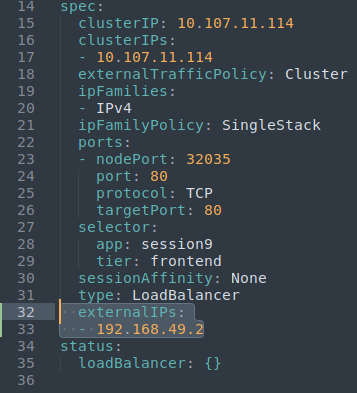 14 spec:
15   clusterIP: 10.107.11.114
16   clusterIPs:
17   - 10.107.11.114
18   externalTrafficPolicy: Cluster
19   ipFamilies:
20   - IPv4
21   ipFamilyPolicy: SingleStack
22   ports:
23   - nodePort: 32035
24     port: 80
25     protocol: TCP
26     targetPort: 80
27   selector:
28     app: session9
29     tier: frontend
30   sessionAffinity: None
31   type: LoadBalancer
32   externalIPs:
33   - 192.168.49.2
34 status:
35   loadBalancer: {}
36